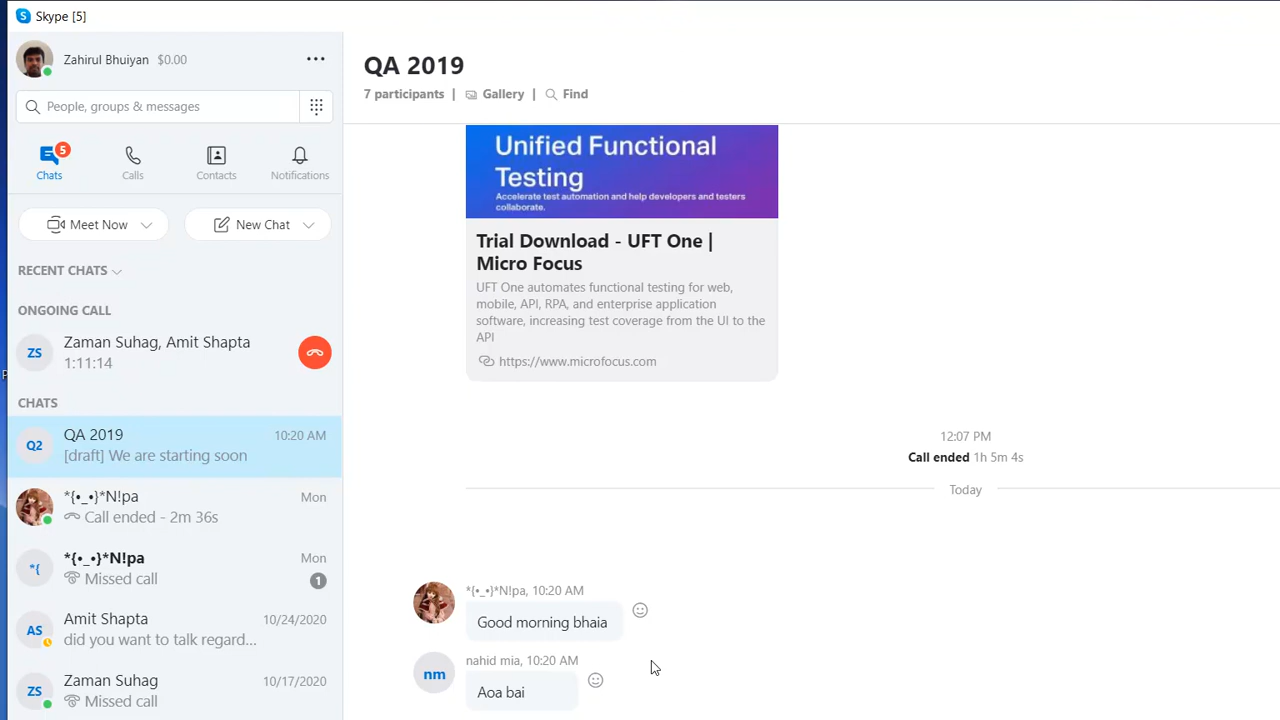 Skype [5]
Zahirul Bhuiyan $0.00
People, groups & messages
5
Chats
Calls
Contacts
Notifications
Meet Now
New Chat
RECENT CHATS
ONGOING CALL
ZS
Zaman Suhag, Amit Shapta
1:11:14
CHATS
Q2
QA 2019 10:20 AM
[draft] We are starting soon
*{•_•}*N!pa Mon
Call ended - 2m 36s
*{
*{•_•}*N!pa Mon
Missed call 1
AS
Amit Shapta 10/24/2020
did you want to talk regard...
ZS
Zaman Suhag 10/17/2020
Missed call
QA 2019
7 participants | Gallery | Find
Unified Functional
Testing
Accelerate test automation and help developers and testers
collaborate.
Trial Download - UFT One |
Micro Focus
UFT One automates functional testing for web,
mobile, API, RPA, and enterprise application
software, increasing test coverage from the UI to the
API
https://www.microfocus.com
12:07 PM
Call ended 1h 5m 4s
Today
*{•_•}*N!pa, 10:20 AM
Good morning bhaia
nm
nahid mia, 10:20 AM
Aoa bai